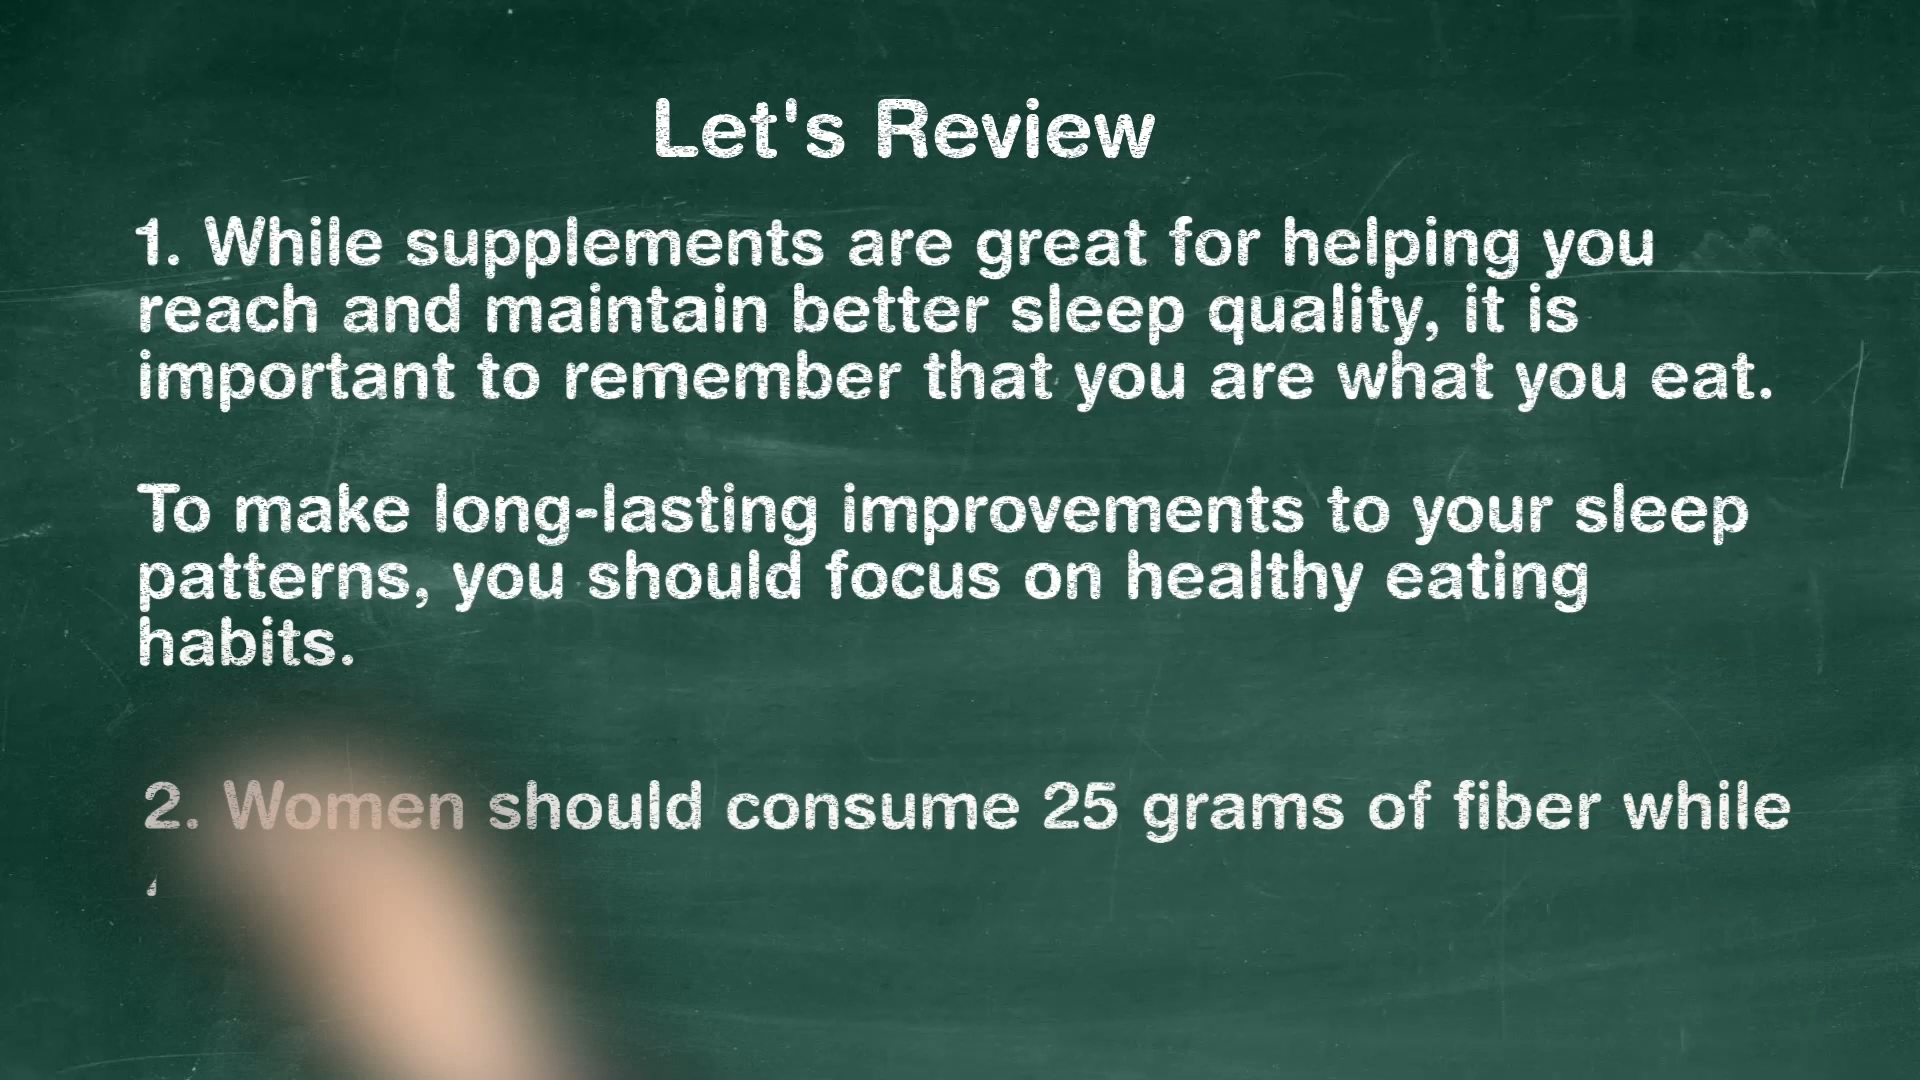 Let's Review
1. While supplements are great for helping you
reach and maintain better sleep quality, it is
important to remember that you are what you eat.
To make long-lasting improvements to your sleep
patterns, you should focus on healthy eating
habits.
2. Women should consume 25 grams of fiber while